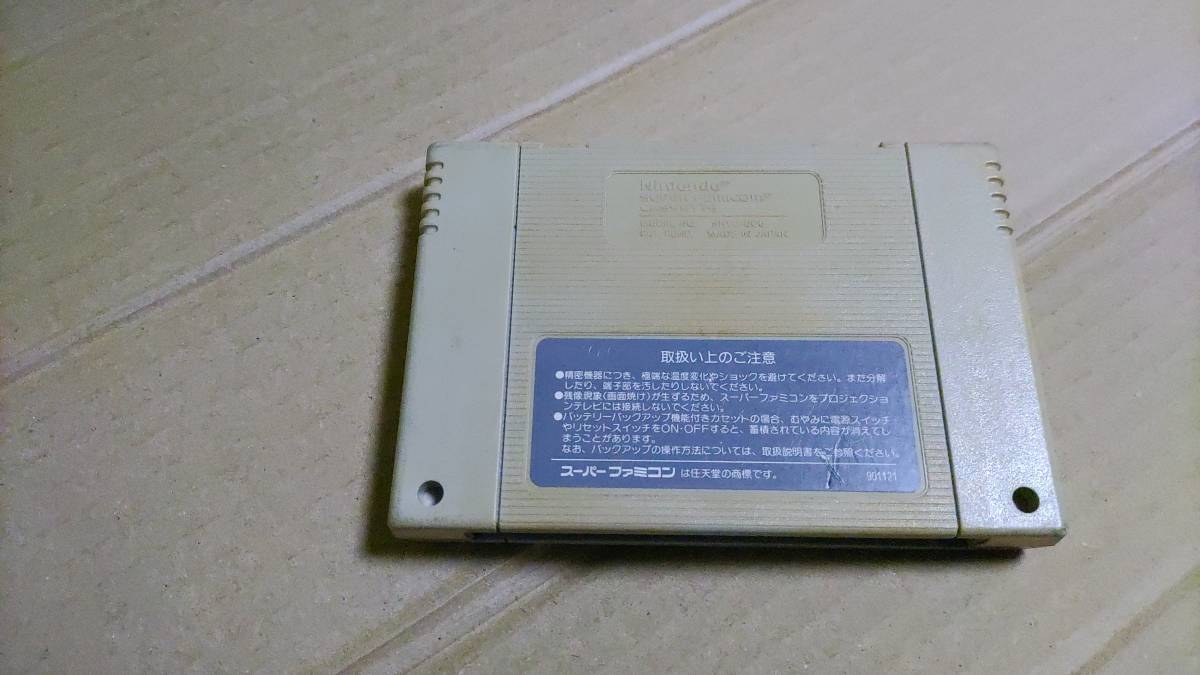 Nintendo
SUPER Famicom
MADE IN JAPAN
取扱い上のご注意
●精密機器につき、極端な温度変化やショックを避けてください。また分解
したり、端子部を汚したりしないでください。
●残像現象(画面焼け)が生ずるため、スーパーファミコンをプロジェクショ
ンテレビには接続しないでください。
●バッテリーバックアップ機能付きカセットの場合、むやみに電源スイッチ
やリセットスイッチをON・OFFすると、蓄積されている内容が消えてし
まうことがあります。
なお、バックアップの操作方法については、取扱説明書をご参照ください。
スーパーファミコン は任天堂の商標です。 901121